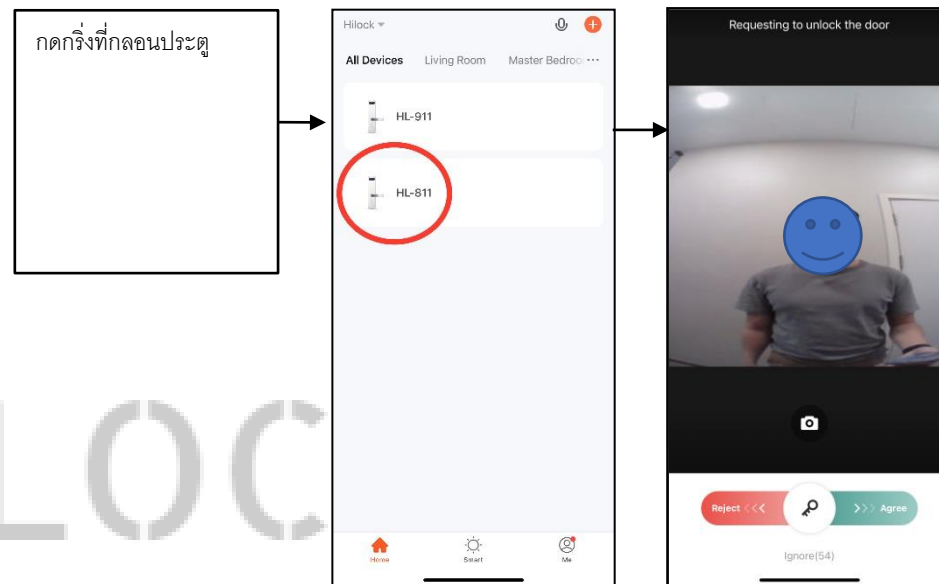 กดกริ่งที่กลอนประตู
Hilock
All Devices Living Room Master Bedroo ...
HL-911
HL-811
Home Smart Me
Requesting to unlock the door
Reject <<< >>> Agree
Ignore(54)
LOC